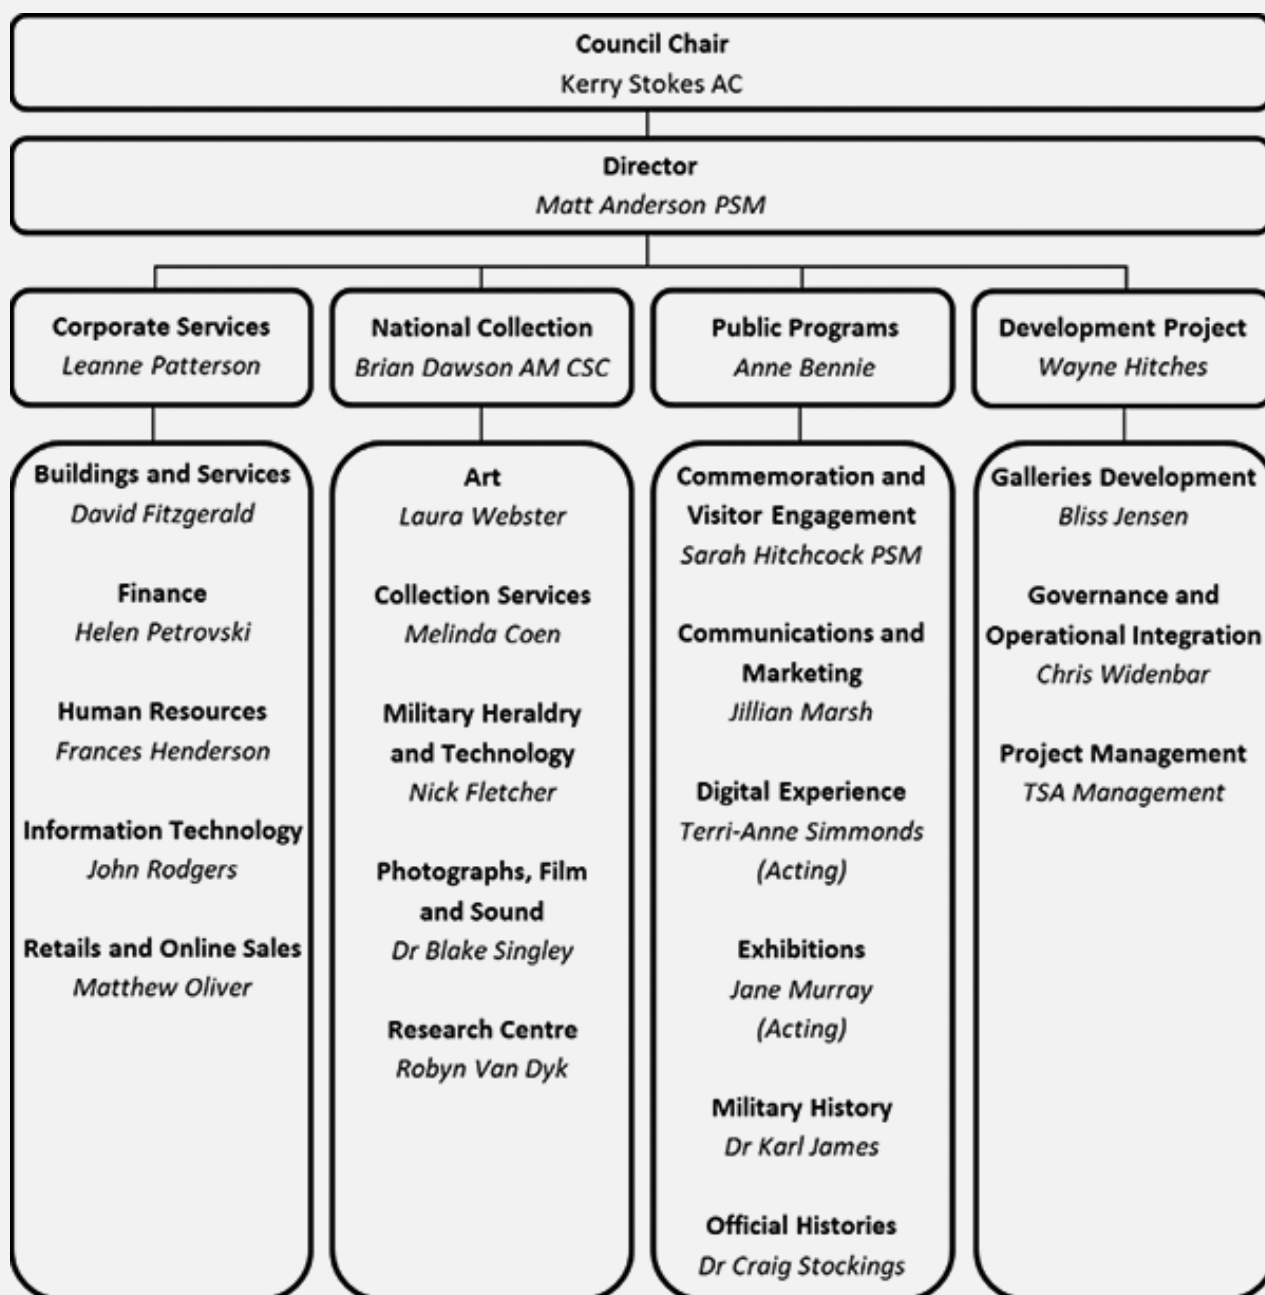 Council Chair
Kerry Stokes AC
Director
Matt Anderson PSM
Corporate Services
Leanne Patterson
National Collection
Brian Dawson AM CSC
Public Programs
Anne Bennie
Development Project
Wayne Hitches
Buildings and Services
David Fitzgerald
Finance
Helen Petrovski
Human Resources
Frances Henderson
Information Technology
John Rodgers
Retails and Online Sales
Matthew Oliver
Art
Laura Webster
Collection Services
Melinda Coen
Military Heraldry
and Technology
Nick Fletcher
Photographs, Film
and Sound
Dr Blake Singley
Research Centre
Robyn Van Dyk
Commemoration and
Visitor Engagement
Sarah Hitchcock PSM
Communications and
Marketing
Jillian Marsh
Digital Experience
Terri-Anne Simmonds
(Acting)
Exhibitions
Jane Murray
(Acting)
Military History
Dr Karl James
Official Histories
Dr Craig Stockings
Galleries Development
Bliss Jensen
Governance and
Operational Integration
Chris Widenbar
Project Management
TSA Management